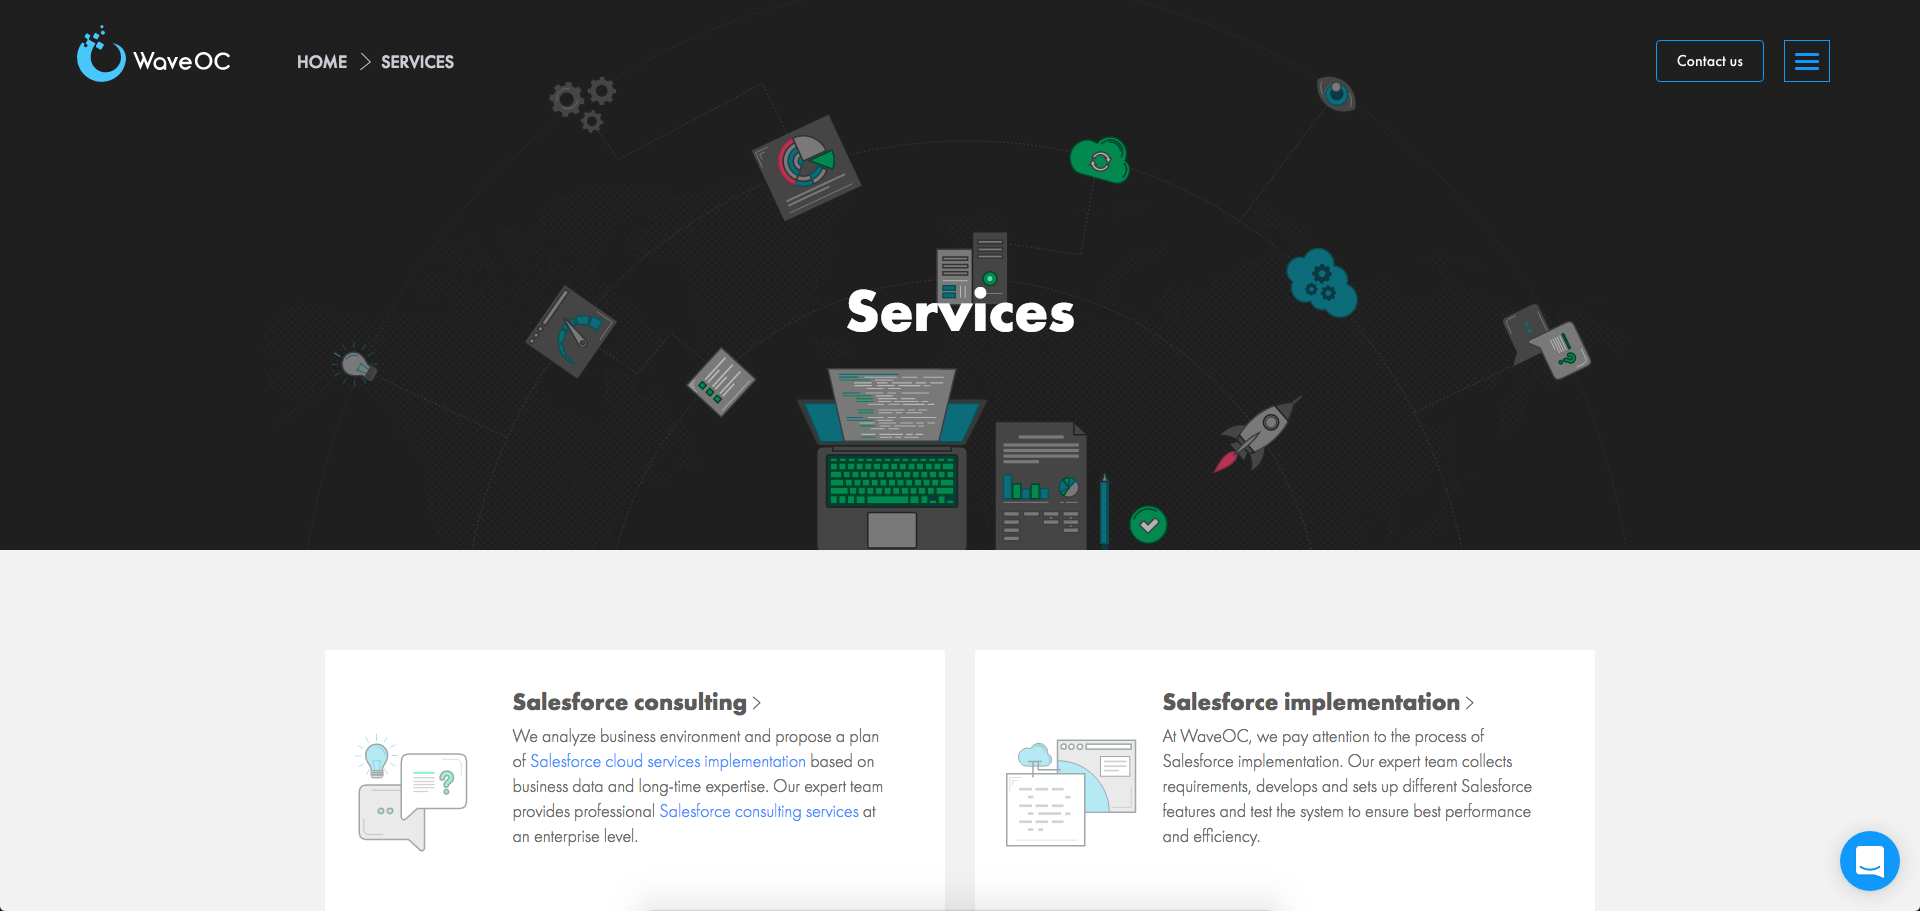 WaveOC
HOME > SERVICES
Contact us
Services
Salesforce consulting >
We analyze business environment and propose a plan
of Salesforce cloud services implementation based on
business data and long-time expertise. Our expert team
provides professional Salesforce consulting services at
an enterprise level.
Salesforce implementation >
At WaveOC, we pay attention to the process of
Salesforce implementation. Our expert team collects
requirements, develops and sets up different Salesforce
features and test the system to ensure best performance
and efficiency.